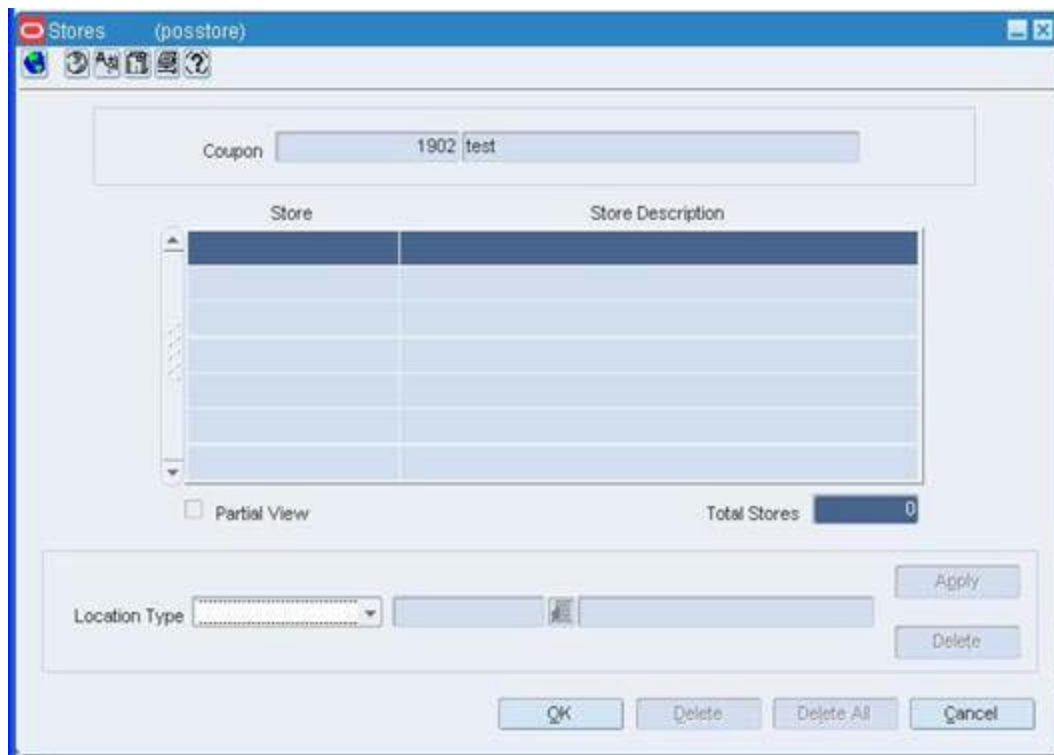 Stores (posstore)
Coupon 1902 test
Store Store Description
Partial View Total Stores 0
Apply
Location Type
Delete
OK Delete Delete All Cancel